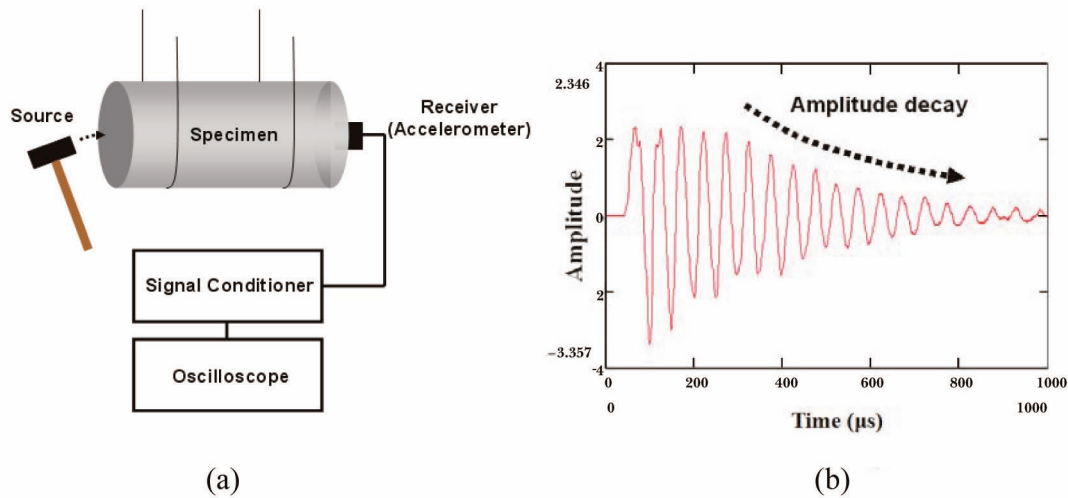 Source
Specimen
Receiver
(Accelerometer)
Signal Conditioner
Oscilloscope
(a)
4
2.346
Amplitude decay
2
0
Amplitude
2
−3.357
-4
0 200 400 600 800 1000
0 1000
Time (μs)
(b)